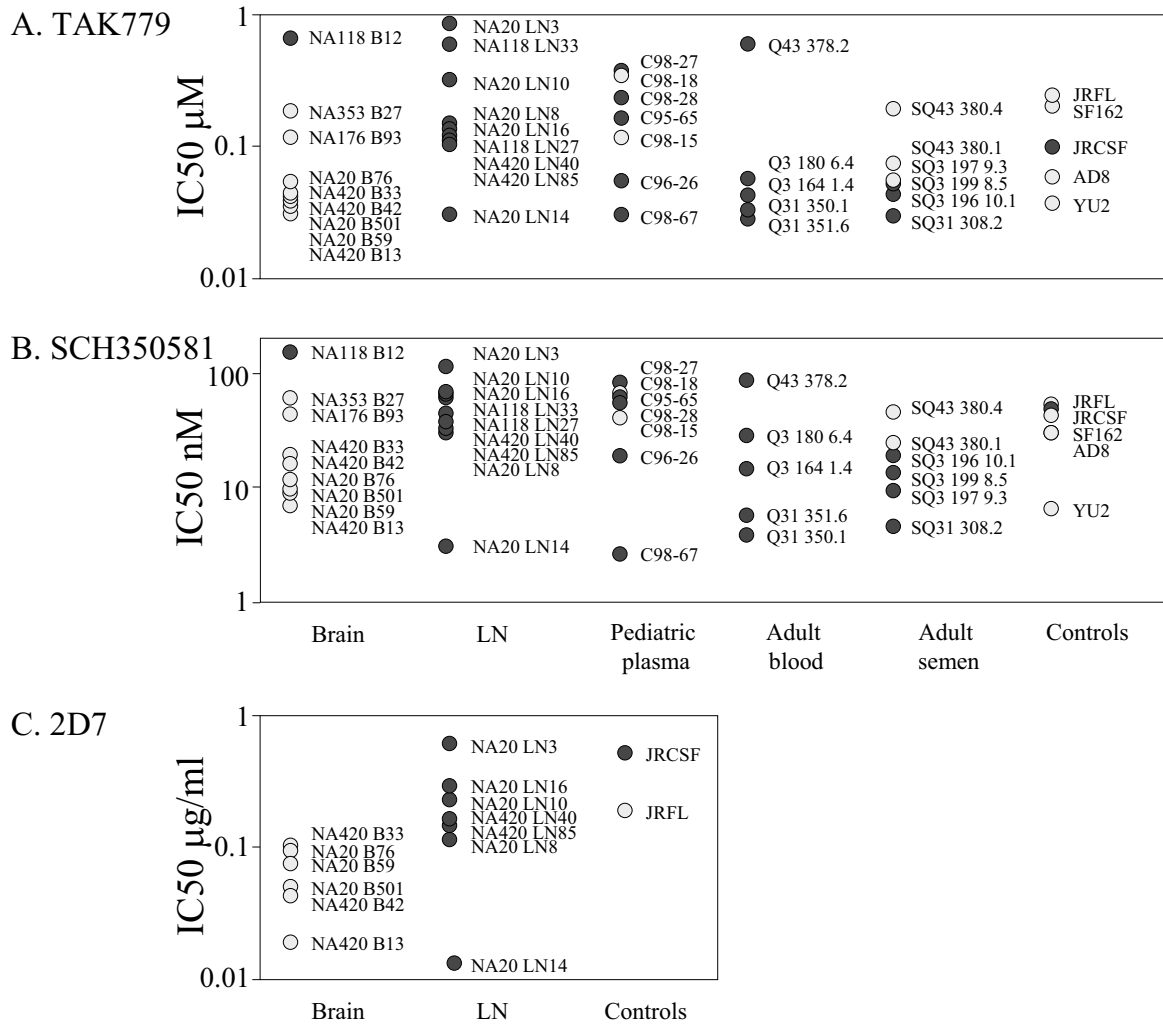 A. TAK779
IC50 μM
1
0.1
0.01
NA118 B12
NA353 B27
NA176 B93
NA20 B76
NA420 B33
NA420 B42
NA20 B501
NA20 B59
NA420 B13
NA20 LN3
NA118 LN33
NA20 LN10
NA20 LN8
NA20 LN16
NA118 LN27
NA420 LN40
NA420 LN85
NA20 LN14
C98-27
C98-18
C98-28
C95-65
C98-15
C96-26
C98-67
Q43 378.2
Q3 180 6.4
Q3 164 1.4
Q31 350.1
Q31 351.6
SQ43 380.4
SQ43 380.1
SQ3 197 9.3
SQ3 199 8.5
SQ3 196 10.1
SQ31 308.2
JRFL
SF162
JRCSF
AD8
YU2
B. SCH350581
IC50 nM
100
10
1
NA118 B12
NA353 B27
NA176 B93
NA420 B33
NA420 B42
NA20 B76
NA20 B501
NA20 B59
NA420 B13
NA20 LN3
NA20 LN10
NA20 LN16
NA118 LN33
NA118 LN27
NA420 LN40
NA420 LN85
NA20 LN8
NA20 LN14
C98-27
C98-18
C95-65
C98-28
C98-15
C96-26
C98-67
Q43 378.2
Q3 180 6.4
Q3 164 1.4
Q31 351.6
Q31 350.1
SQ43 380.4
SQ43 380.1
SQ3 196 10.1
SQ3 199 8.5
SQ3 197 9.3
SQ31 308.2
JRFL
JRCSF
SF162
AD8
YU2
Brain
LN
Pediatric
plasma
Adult
blood
Adult
semen
Controls
C. 2D7
IC50 μg/ml
1
0.1
0.01
NA420 B33
NA20 B76
NA20 B59
NA20 B501
NA420 B42
NA420 B13
NA20 LN3
NA20 LN16
NA20 LN10
NA420 LN40
NA420 LN85
NA20 LN8
NA20 LN14
JRCSF
JRFL
Brain
LN
Controls